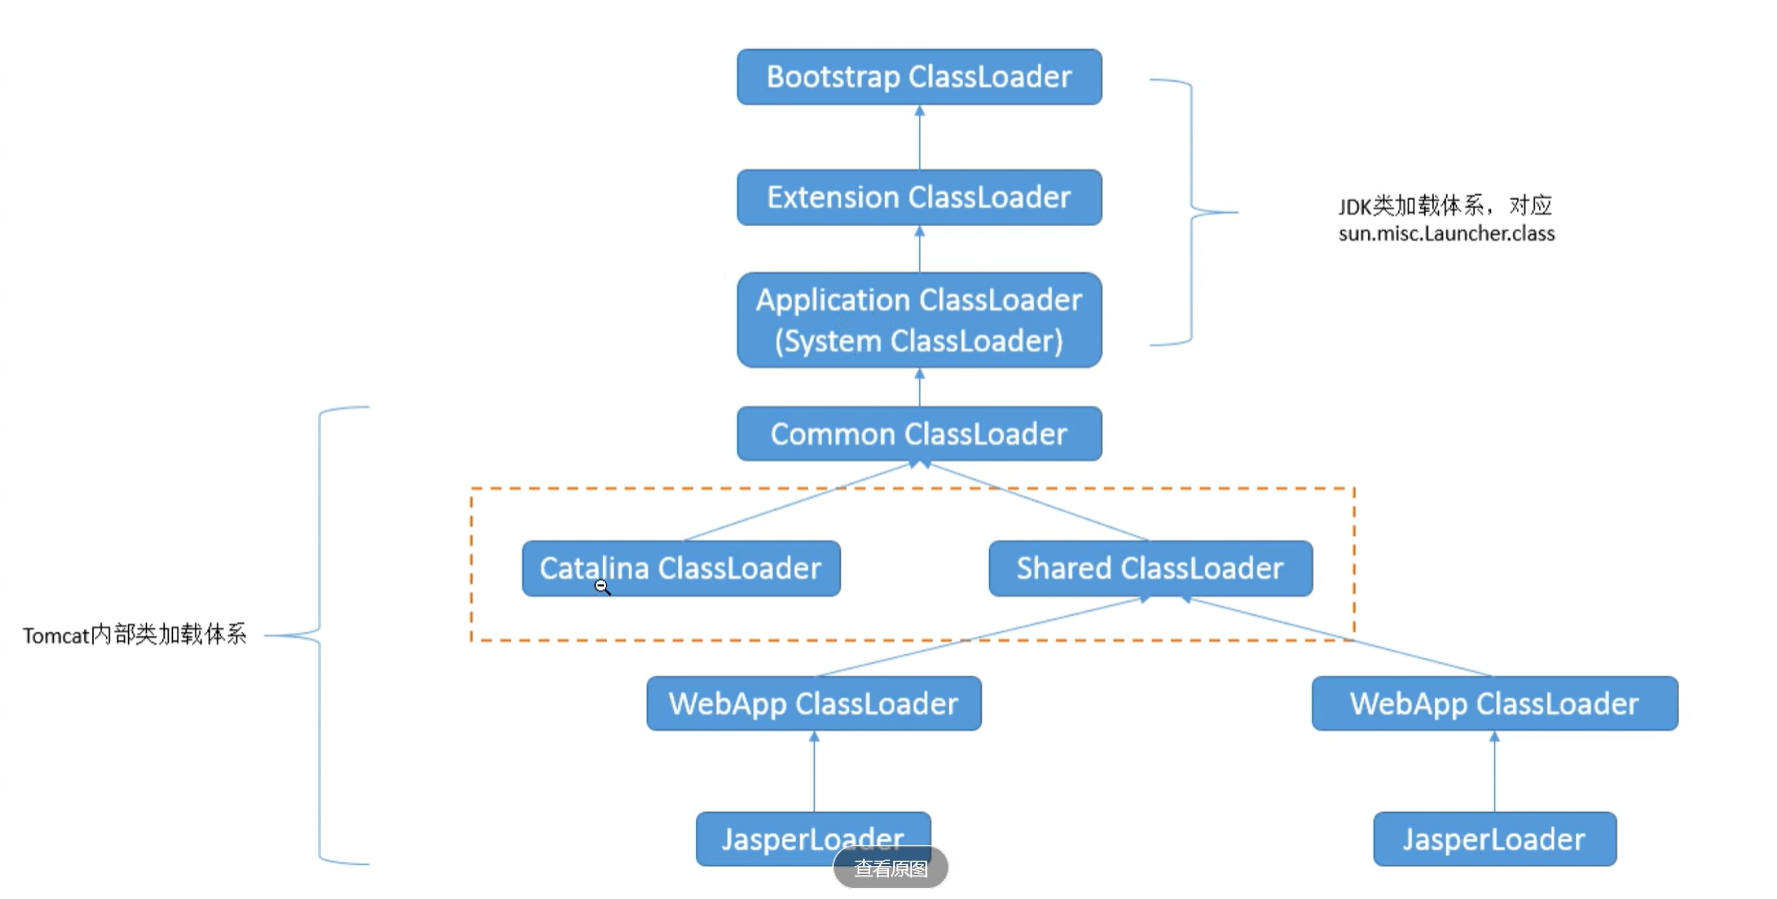 Bootstrap ClassLoader
Extension ClassLoader
JDK类加载体系，对应
sun.misc.Launcher.class
Application ClassLoader
(System ClassLoader)
Common ClassLoader
Catalina ClassLoader
Shared ClassLoader
Tomcat内部类加载体系
WebApp ClassLoader
WebApp ClassLoader
JasperLoader
JasperLoader
查看原图